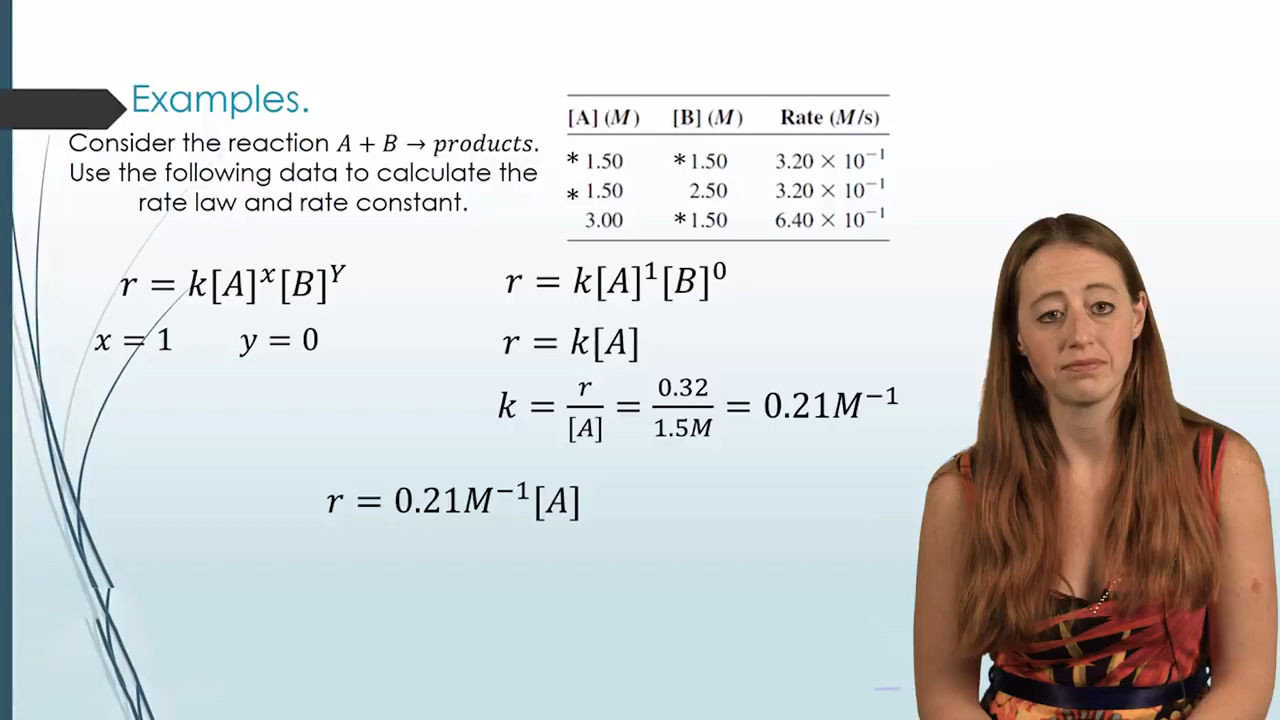 Examples.
Consider the reaction A + B → products.
Use the following data to calculate the
rate law and rate constant.
[A] (M) [B] (M) Rate (M/s)
* 1.50 * 1.50 3.20 × 10⁻¹
* 1.50 2.50 3.20 × 10⁻¹
3.00 * 1.50 6.40 × 10⁻¹
r = k[A]ˣ[B]ʸ
x = 1 y = 0
r = k[A]¹[B]⁰
r = k[A]
k = r/[A] = 0.32/1.5M = 0.21M⁻¹
r = 0.21M⁻¹[A]